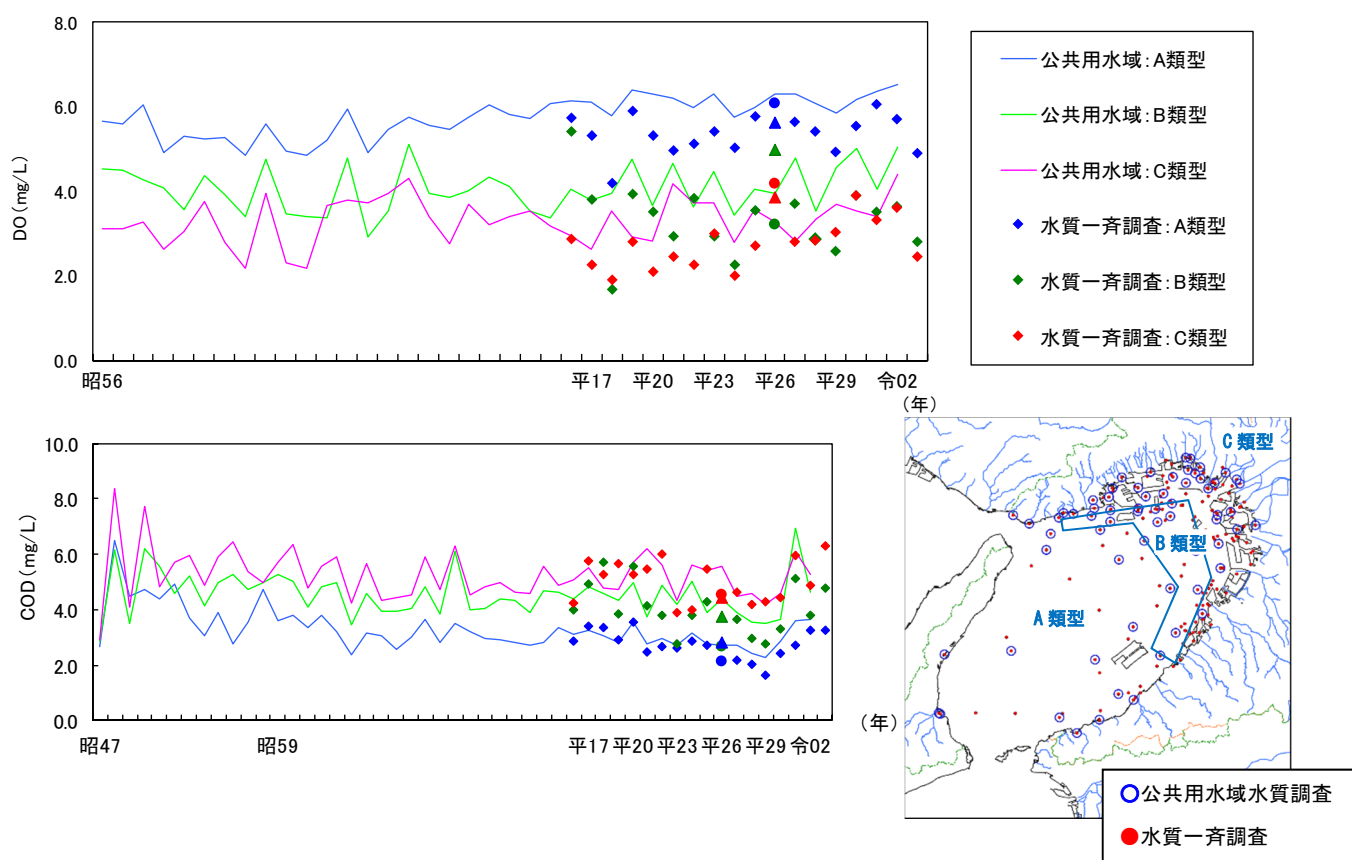 8.0
6.0
4.0
2.0
0.0
DO(mg/L)
昭56
平17
平20
平23
平26
平29
令02
(年)
公共用水域:A類型
公共用水域:B類型
公共用水域:C類型
水質一斉調査:A類型
水質一斉調査:B類型
水質一斉調査:C類型
10.0
8.0
6.0
4.0
2.0
0.0
COD(mg/L)
昭47
昭59
平17
平20
平23
平26
平29
令02
(年)
C類型
B類型
A類型
公共用水域水質調査
水質一斉調査